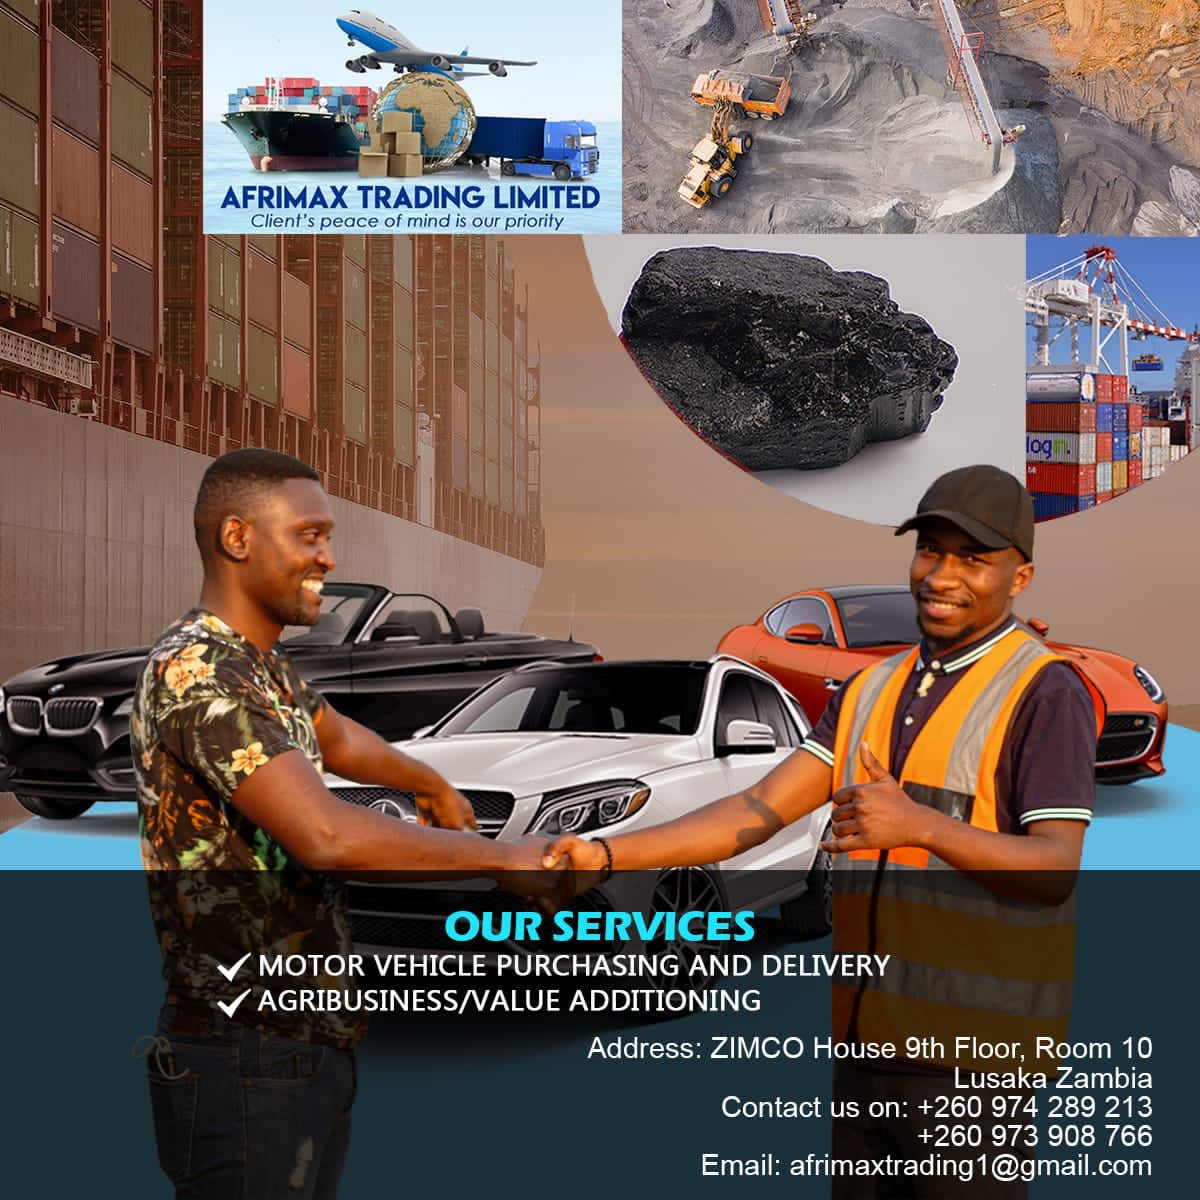 AFRIMAX TRADING LIMITED
Client's peace of mind is our priority
login.
OUR SERVICES
MOTOR VEHICLE PURCHASING AND DELIVERY
AGRIBUSINESS/VALUE ADDITIONING
Address: ZIMCO House 9th Floor, Room 10
Lusaka Zambia
Contact us on: +260 974 289 213
+260 973 908 766
Email: afrimaxtrading1@gmail.com